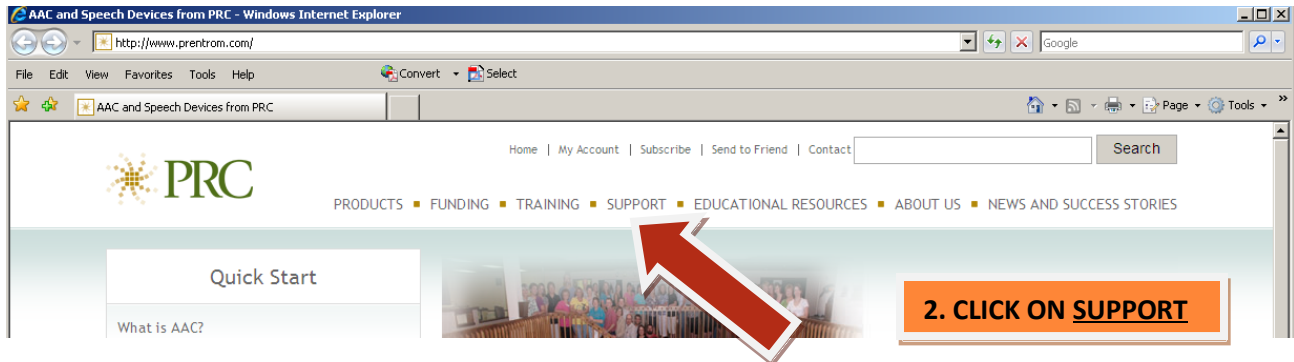 AAC and Speech Devices from PRC - Windows Internet Explorer
http://www.prentrom.com/
Google
File Edit View Favorites Tools Help Convert Select
AAC and Speech Devices from PRC Page Tools »
Home | My Account | Subscribe | Send to Friend | Contact Search
PRC
PRODUCTS ▪ FUNDING ▪ TRAINING ▪ SUPPORT ▪ EDUCATIONAL RESOURCES ▪ ABOUT US ▪ NEWS AND SUCCESS STORIES
Quick Start
What is AAC?
2. CLICK ON SUPPORT